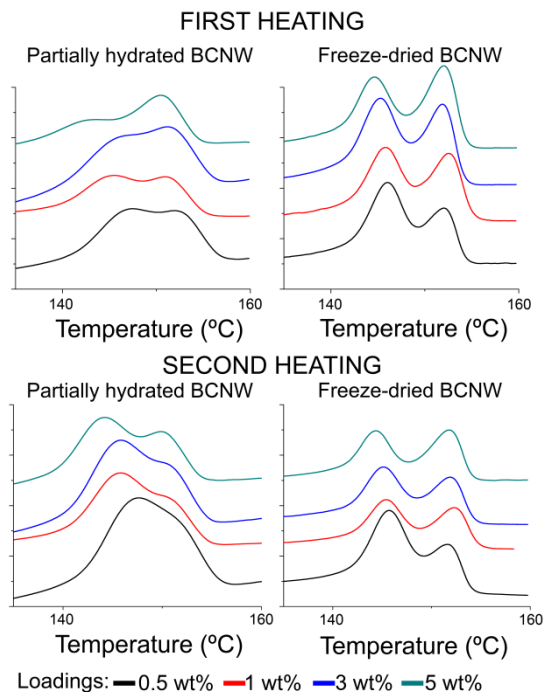 FIRST HEATING
Partially hydrated BCNW
Freeze-dried BCNW
140 160
140 160
Temperature (ºC)
Temperature (ºC)
SECOND HEATING
Partially hydrated BCNW
Freeze-dried BCNW
140 160
140 160
Temperature (ºC)
Temperature (ºC)
Loadings: 0.5 wt% 1 wt% 3 wt% 5 wt%